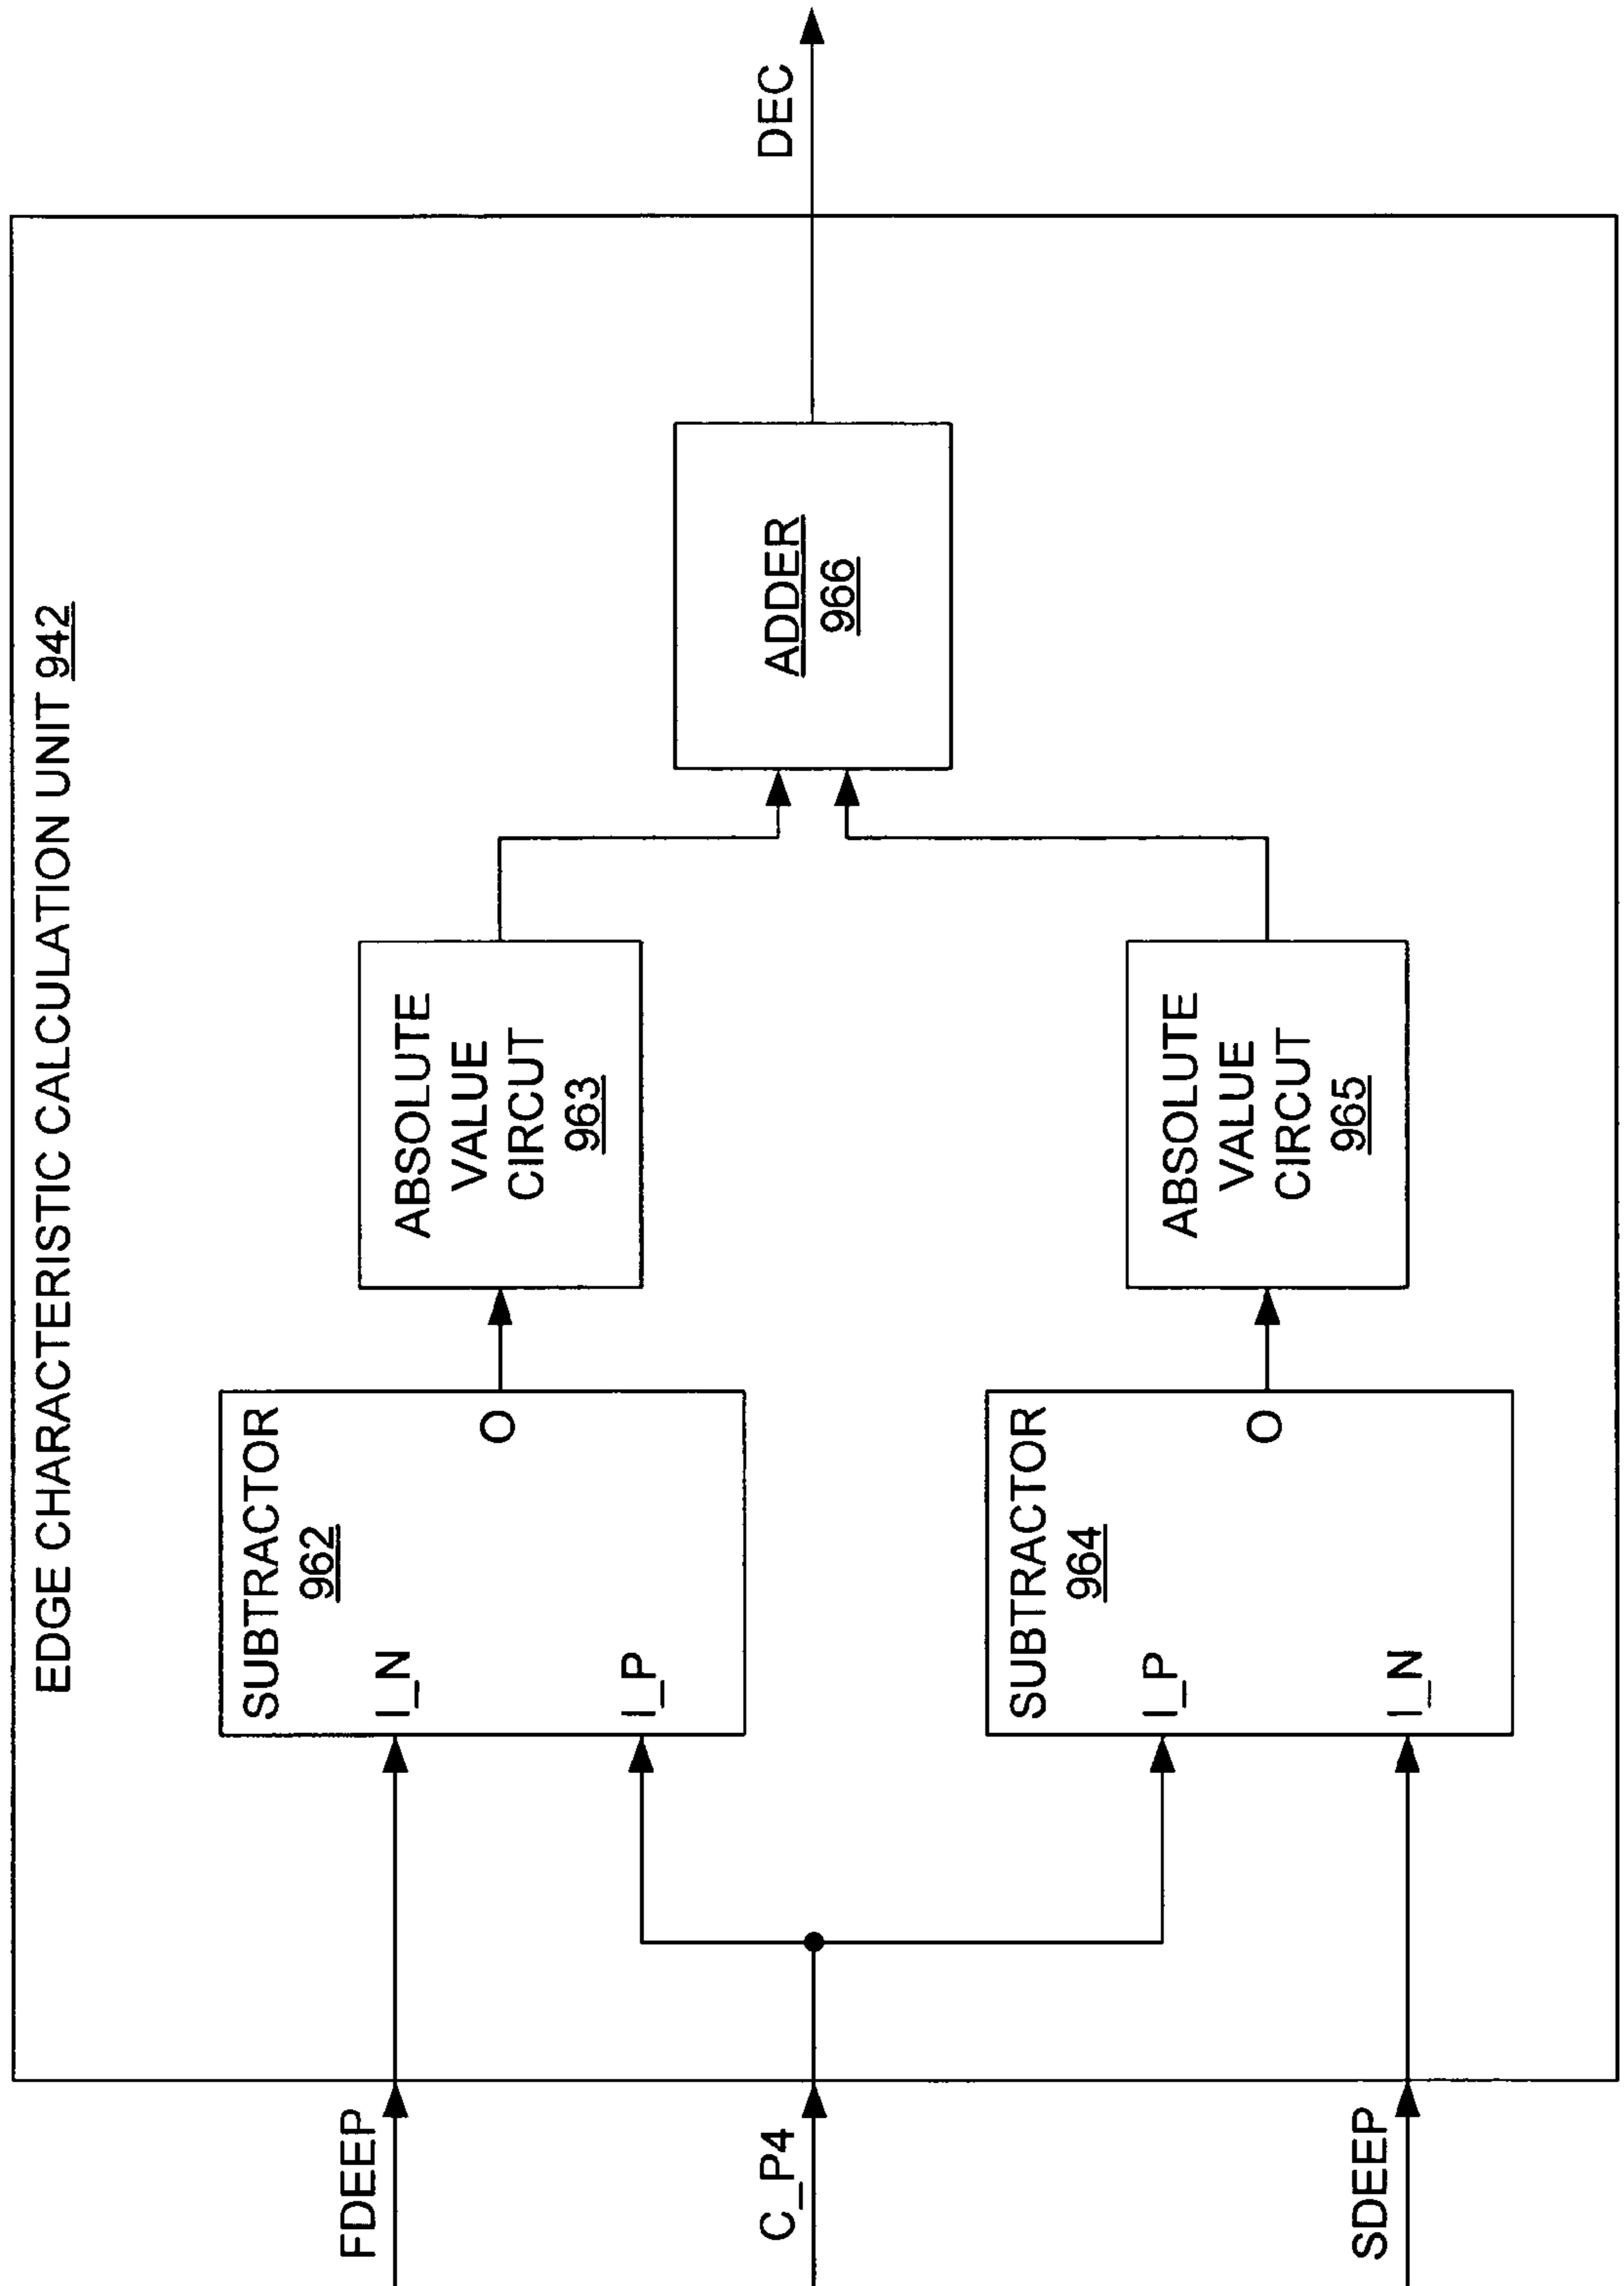 EDGE CHARACTERISTIC CALCULATION UNIT 942
FDEEP
C_P4
SDEEP
SUBTRACTOR
962
I_N
I_P
O
SUBTRACTOR
964
I_P
I_N
O
ABSOLUTE
VALUE
CIRCUT
963
ABSOLUTE
VALUE
CIRCUT
965
ADDER
966
DEC